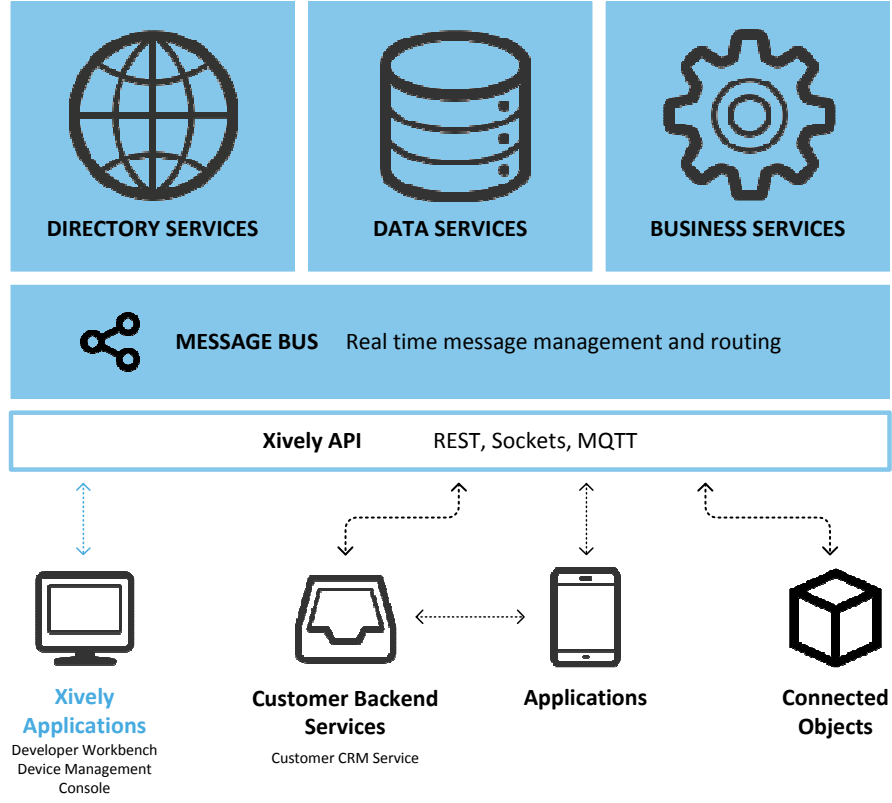 DIRECTORY SERVICES
DATA SERVICES
BUSINESS SERVICES
MESSAGE BUS Real time message management and routing
Xively API REST, Sockets, MQTT
Xively
Applications
Developer Workbench
Device Management
Console
Customer Backend
Services
Customer CRM Service
Applications
Connected
Objects